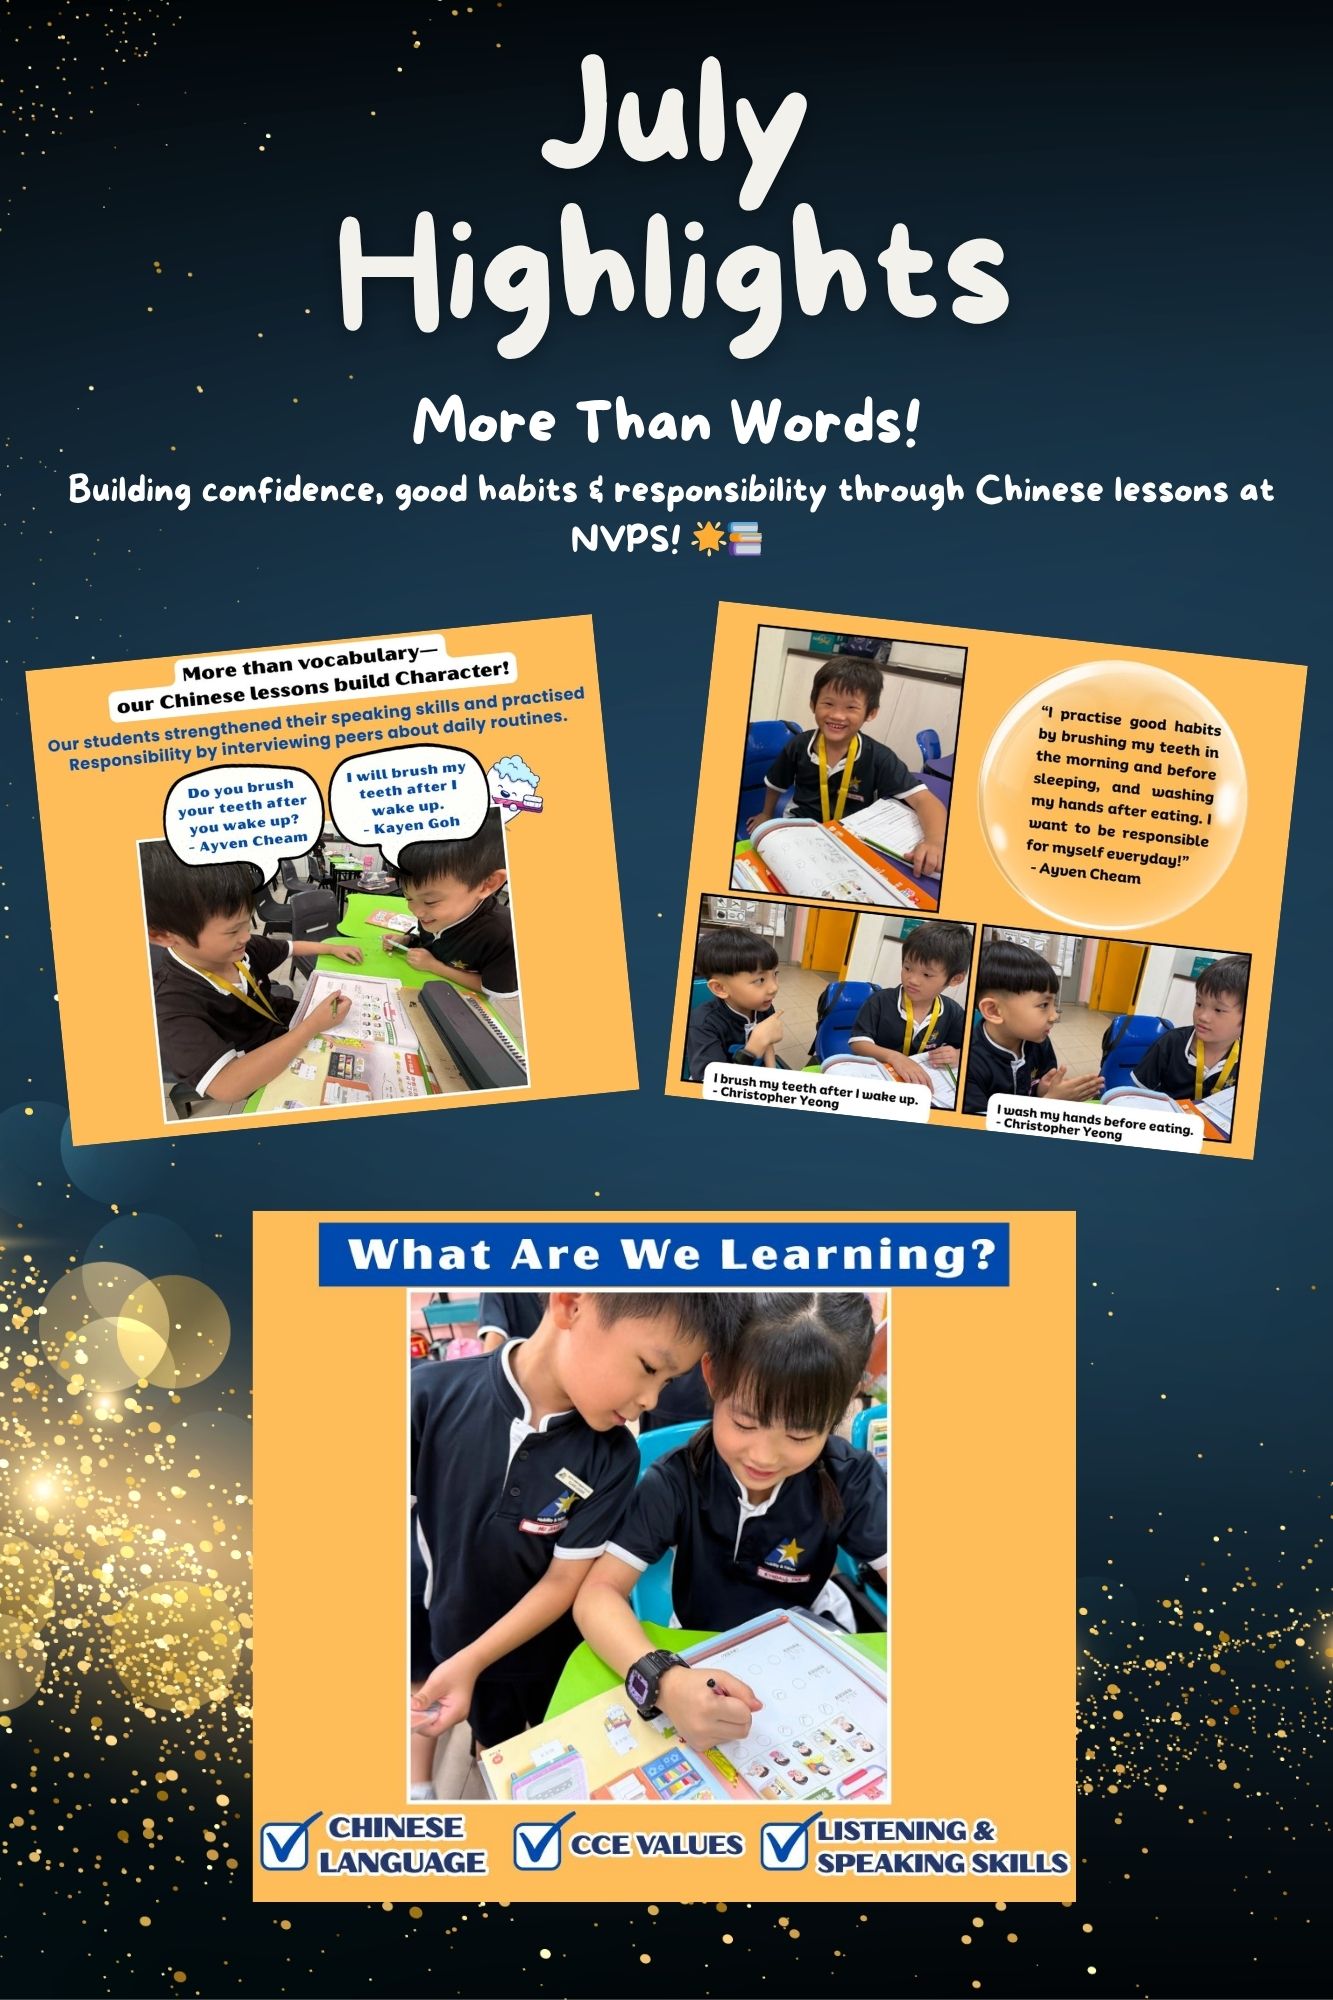 July
Highlights
More Than Words!
Building confidence, good habits & responsibility through Chinese lessons at
NVPS! 🌟📚
More than vocabulary—
our Chinese lessons build Character!
Our students strengthened their speaking skills and practised
Responsibility by interviewing peers about daily routines.
Do you brush
your teeth after
you wake up?
- Ayven Cheam
I will brush my
teeth after I
wake up.
- Kayen Goh
“I practise good habits
by brushing my teeth in
the morning and before
sleeping, and washing
my hands after eating. I
want to be responsible
for myself everyday!”
- Ayven Cheam
I brush my teeth after I wake up.
- Christopher Yeong
I wash my hands before eating.
- Christopher Yeong
What Are We Learning?
CHINESE
LANGUAGE
CCE VALUES
LISTENING &
SPEAKING SKILLS